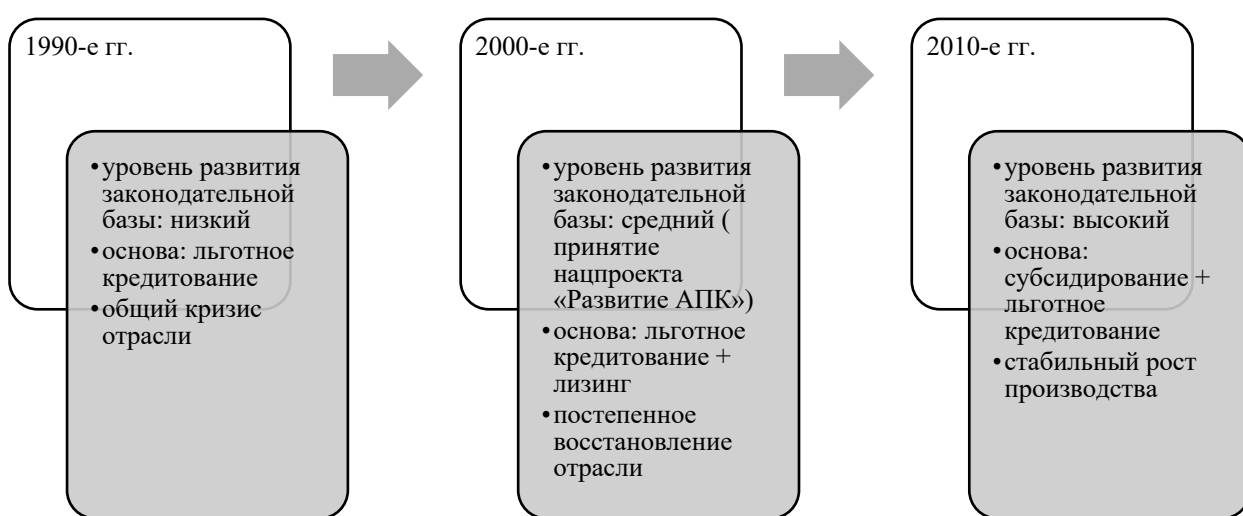 1990-е гг.
•уровень развития
законодательной
базы: низкий
•основа: льготное
кредитование
•общий кризис
отрасли
2000-е гг.
•уровень развития
законодательной
базы: средний (
принятие
нацпроекта
«Развитие АПК»)
•основа: льготное
кредитование +
лизинг
•постепенное
восстановление
отрасли
2010-е гг.
•уровень развития
законодательной
базы: высокий
•основа:
субсидирование +
льготное
кредитование
•стабильный рост
производства